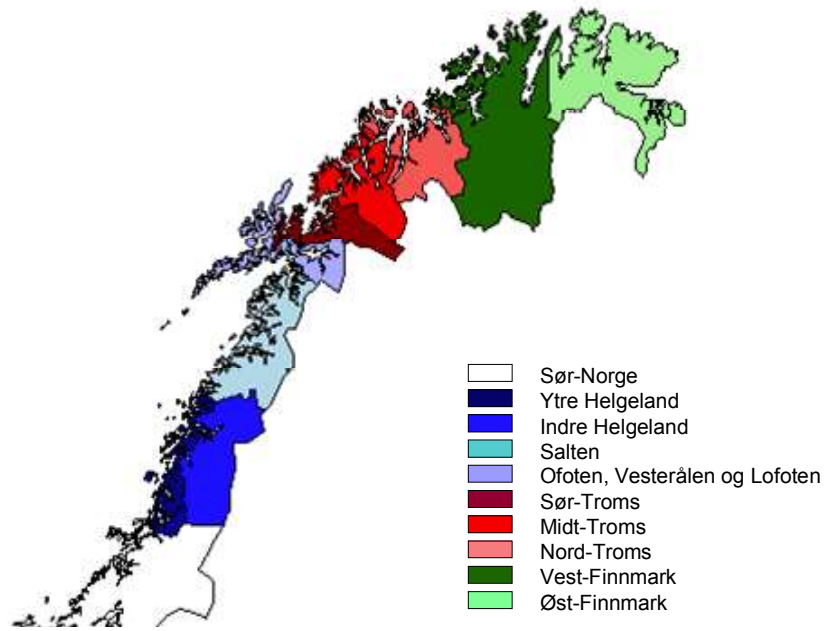 Sør-Norge
Ytre Helgeland
Indre Helgeland
Salten
Ofoten, Vesterålen og Lofoten
Sør-Troms
Midt-Troms
Nord-Troms
Vest-Finnmark
Øst-Finnmark